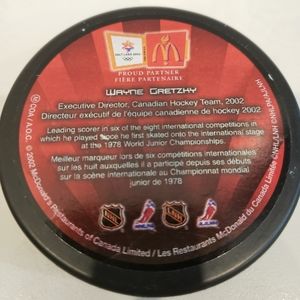 PROUD PARTNER
FIÈRE PARTENAIRE
WAYNE GRETZKY
Executive Director, Canadian Hockey Team, 2002
Directeur exécutif de l'équipe canadienne de hockey 2002
Leading scorer in six of the eight international competitions in
which he played since he first skated onto the international stage
at the 1978 World Junior Championships.
Meilleur marqueur lors de six compétitions internationales
sur les huit auxquelles il a participé depuis ses débuts
sur la scène internationale au Championnat mondial
junior de 1978
NHL
NHL
© COA / A.O.C. © 2002 McDonald's Restaurants of Canada Limited / Les Restaurants McDonald du Canada Limitée